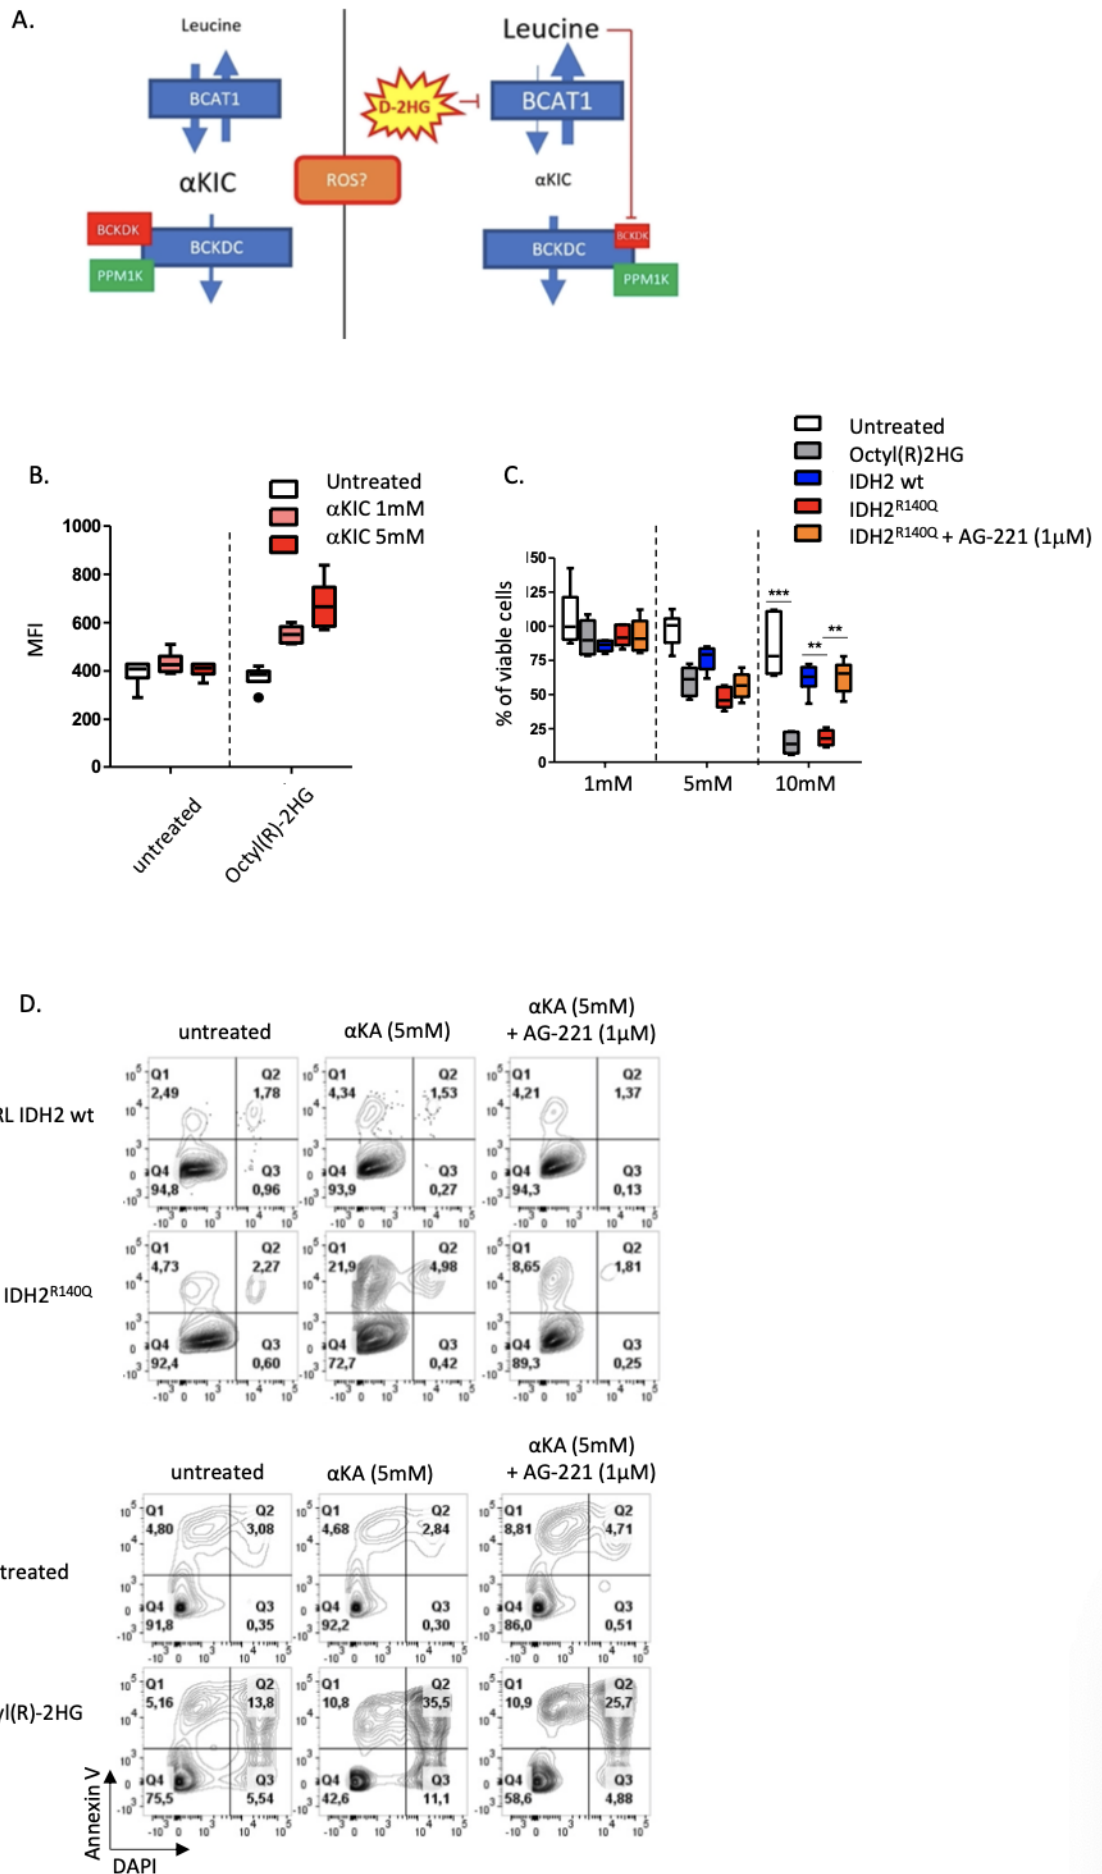 A.
Leucine
BCAT1
αKIC
BCKDK
BCKDC
PPM1K
ROS?
D-2HG
Leucine
BCAT1
αKIC
BCKDK
BCKDC
PPM1K
B.
Untreated
αKIC 1mM
αKIC 5mM
1000
800
600
400
200
0
MFI
untreated
Octyl(R)-2HG
C.
Untreated
Octyl(R)2HG
IDH2 wt
IDH2R140Q
IDH2R140Q + AG-221 (1μM)
150
125
100
75
50
25
0
% of viable cells
***
**
**
1mM 5mM 10mM
D.
untreated αKA (5mM) αKA (5mM)
+ AG-221 (1μM)
RL IDH2 wt
Q1 Q2 Q1 Q2 Q1 Q2
2,49 1,78 4,34 1,53 4,21 1,37
Q4 Q3 Q4 Q3 Q4 Q3
94,8 0,96 93,9 0,27 94,3 0,13
IDH2R140Q
Q1 Q2 Q1 Q2 Q1 Q2
4,73 2,27 21,9 4,98 8,65 1,81
Q4 Q3 Q4 Q3 Q4 Q3
92,4 0,60 72,7 0,42 89,3 0,25
untreated αKA (5mM) αKA (5mM)
+ AG-221 (1μM)
treated
Q1 Q2 Q1 Q2 Q1 Q2
4,80 3,08 4,68 2,84 8,81 4,71
Q4 Q3 Q4 Q3 Q4 Q3
91,8 0,35 92,2 0,30 86,0 0,51
yl(R)-2HG
Q1 Q2 Q1 Q2 Q1 Q2
5,16 13,8 10,8 35,5 10,9 25,7
Q4 Q3 Q4 Q3 Q4 Q3
75,5 5,54 42,6 11,1 58,6 4,88
Annexin V
DAPI